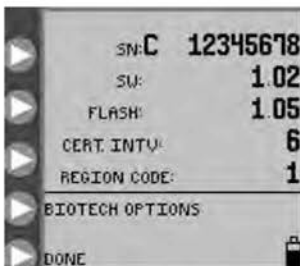 SN: C 12345678
SW: 1.02
FLASH: 1.05
CERT. INTV: 6
REGION CODE: 1
BIOTECH OPTIONS
DONE